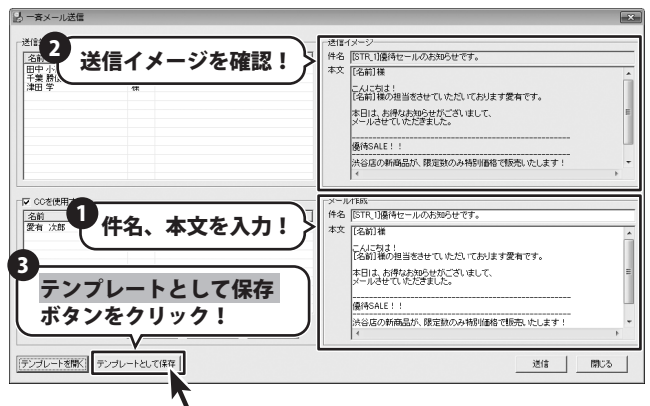 一斉メール送信
送信
2
送信イメージを確認！
名前
田中 小
千葉 勝
津田 学
様
送信イメージ
件名 [STR_1]優待セールのお知らせです。
本文 [名前]様
こんにちは！
[名前]様の担当をさせていただいております愛有です。
本日は、お得なお知らせがございまして、
メールさせていただきました。
------------------------------------------------
優待SALE！！
------------------------------------------------
渋谷店の新商品が、限定数のみ特別価格で販売いたします！
CCを使用す
1
件名、本文を入力！
名前
愛有 次郎
メール作成
件名 [STR_1]優待セールのお知らせです。
本文 [名前]様
こんにちは！
[名前]様の担当をさせていただいております愛有です。
本日は、お得なお知らせがございまして、
メールさせていただきました。
------------------------------------------------
優待SALE！！
------------------------------------------------
渋谷店の新商品が、限定数のみ特別価格で販売いたします！
3
テンプレートとして保存
ボタンをクリック！
テンプレートを開く テンプレートとして保存 送信 閉じる